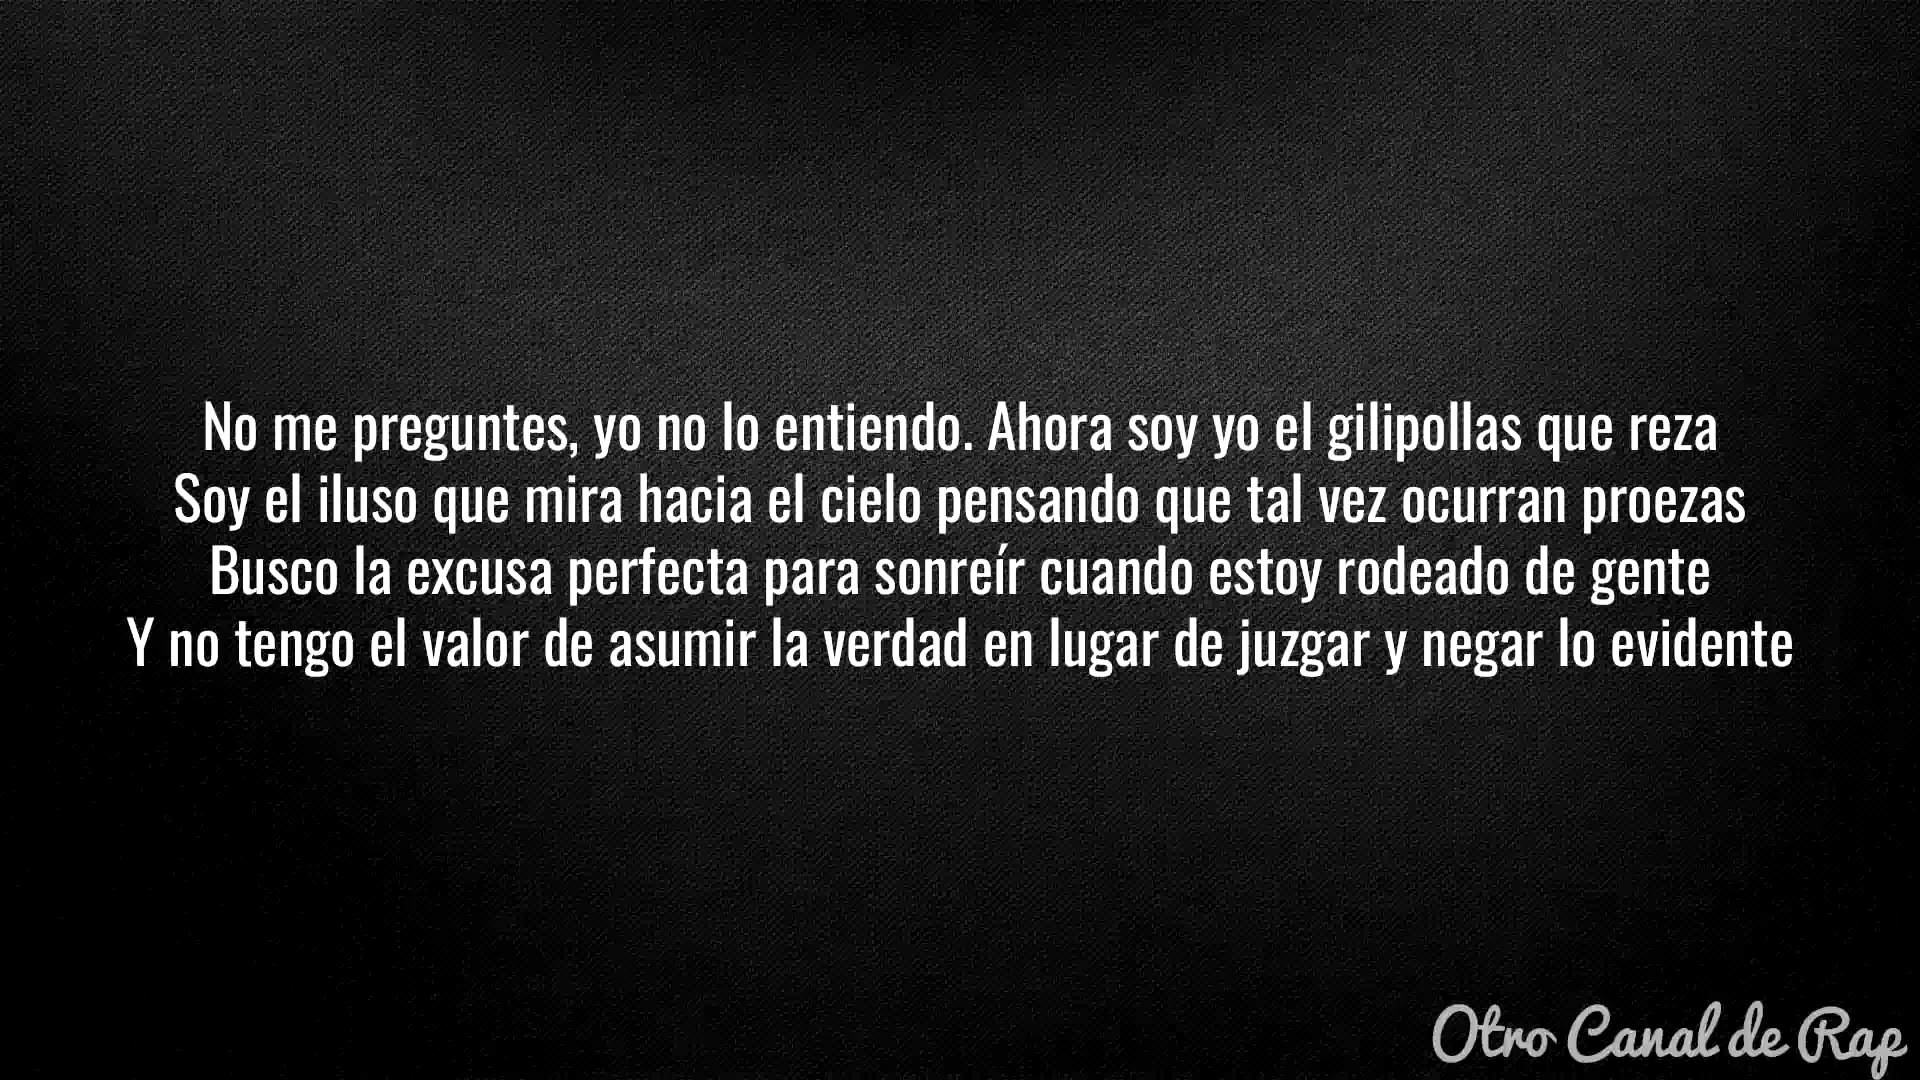 No me preguntes, yo no lo entiendo. Ahora soy yo el gilipollas que reza
Soy el iluso que mira hacia el cielo pensando que tal vez ocurran proezas
Busco la excusa perfecta para sonreír cuando estoy rodeado de gente
Y no tengo el valor de asumir la verdad en lugar de juzgar y negar lo evidente
Otro Canal de Rap